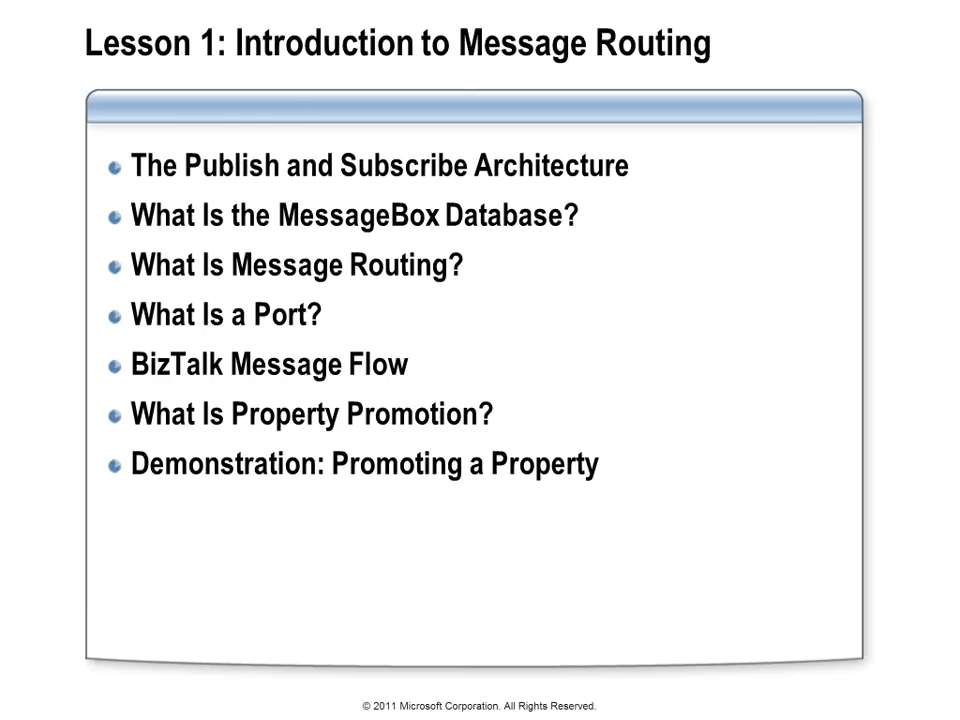 Lesson 1: Introduction to Message Routing
The Publish and Subscribe Architecture
What Is the MessageBox Database?
What Is Message Routing?
What Is a Port?
BizTalk Message Flow
What Is Property Promotion?
Demonstration: Promoting a Property
© 2011 Microsoft Corporation. All Rights Reserved.